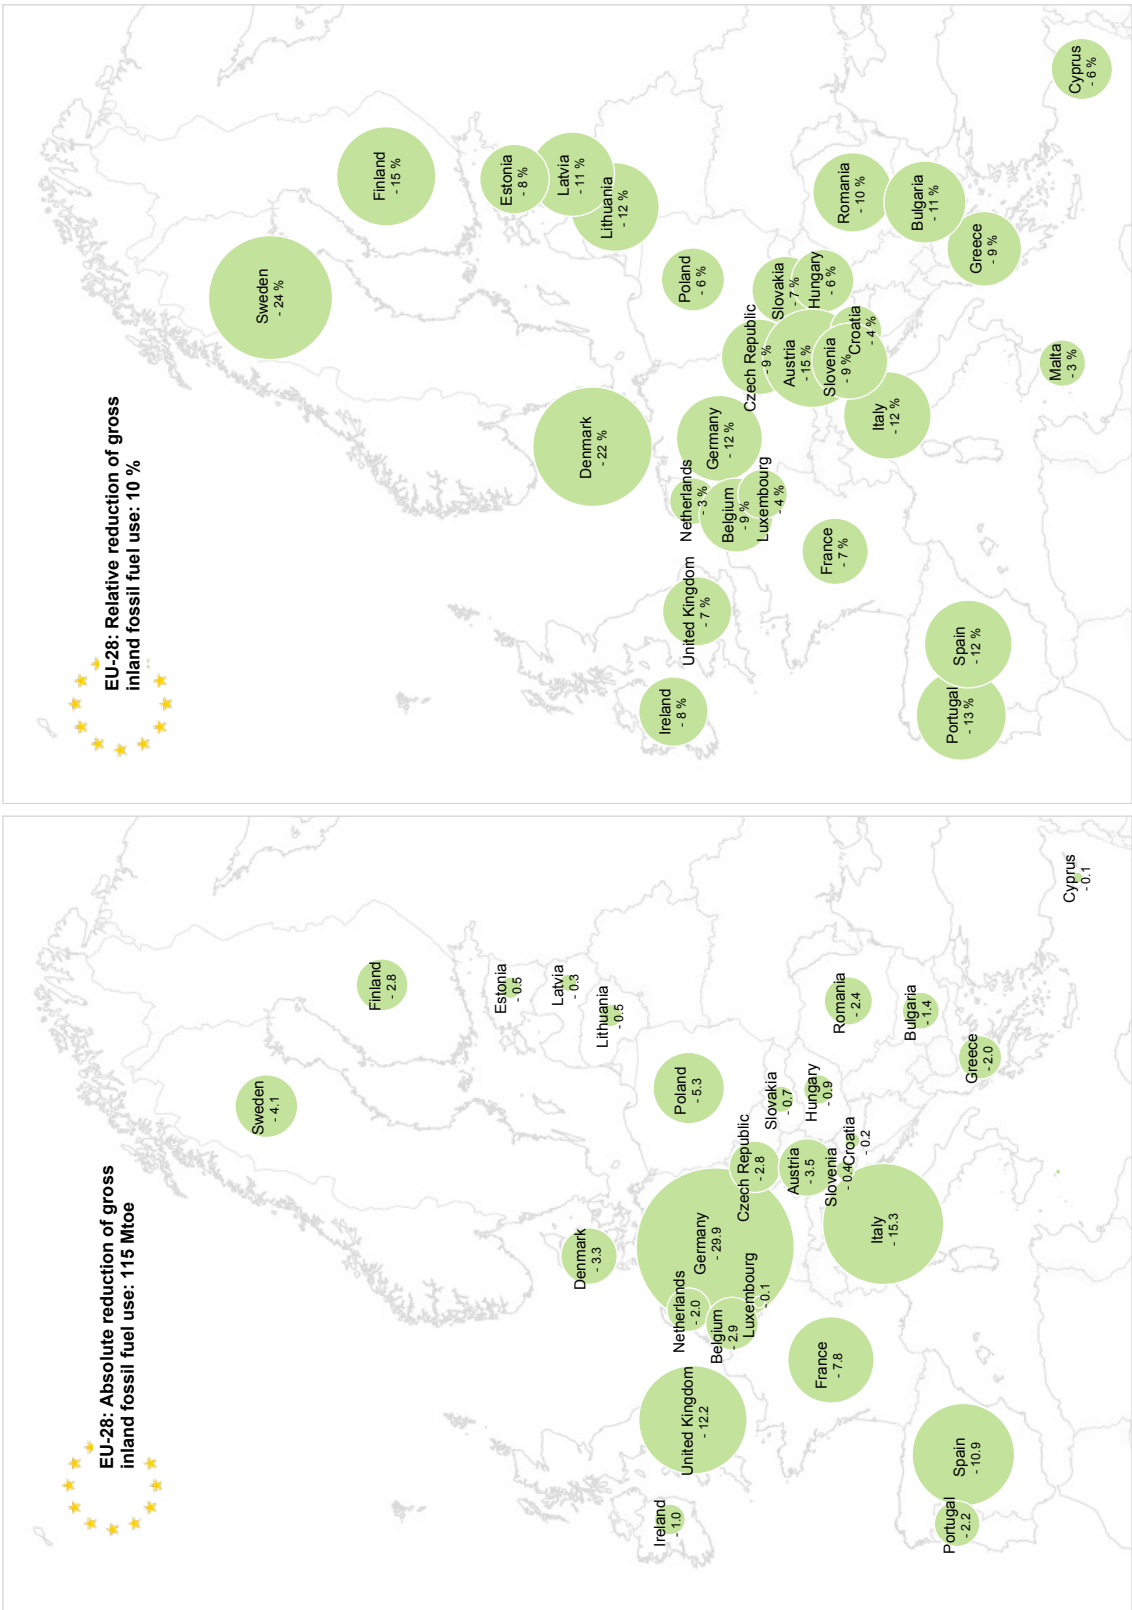 EU-28: Absolute reduction of gross
inland fossil fuel use: 115 Mtoe
Sweden
- 4.1
Finland
- 2.8
Estonia
- 0.5
Latvia
- 0.3
Lithuania
- 0.5
Denmark
- 3.3
Ireland
- 1.0
United Kingdom
- 12.2
Netherlands
- 2.0
Belgium
- 2.9
Luxembourg
- 0.1
Germany
- 29.9
Poland
- 5.3
Czech Republic
- 2.8
Slovakia
- 0.7
Austria
- 3.5
Hungary
- 0.9
Slovenia
- 0.4
Croatia
- 0.2
France
- 7.8
Italy
- 15.3
Romania
- 2.4
Bulgaria
- 1.4
Greece
- 2.0
Portugal
- 2.2
Spain
- 10.9
Cyprus
- 0.1
EU-28: Relative reduction of gross
inland fossil fuel use: 10 %
Sweden
- 24 %
Finland
- 15 %
Estonia
- 8 %
Latvia
- 11 %
Lithuania
- 12 %
Denmark
- 22 %
Ireland
- 8 %
United Kingdom
- 7 %
Netherlands
- 3 %
Belgium
- 9 %
Luxembourg
- 4 %
Germany
- 12 %
Poland
- 6 %
Czech Republic
- 9 %
Slovakia
- 7 %
Austria
- 15 %
Hungary
- 6 %
Slovenia
- 9 %
Croatia
- 4 %
France
- 7 %
Italy
- 12 %
Romania
- 10 %
Bulgaria
- 11 %
Greece
- 9 %
Portugal
- 13 %
Spain
- 12 %
Malta
- 3 %
Cyprus
- 6 %